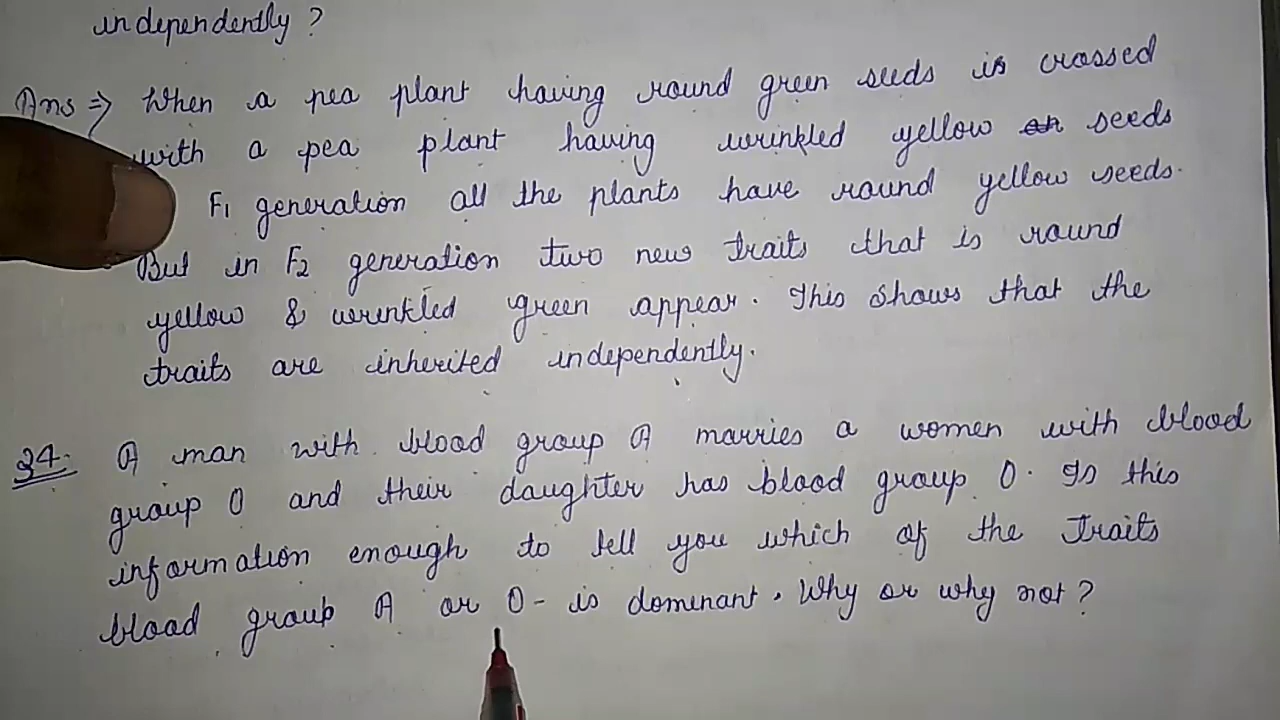 independently?
Ans ⇒ When a pea plant having round green seeds is crossed
with a pea plant having wrinkled yellow seeds
F1 generation all the plants have round yellow seeds.
But in F2 generation two new traits that is round
yellow & wrinkled green appear. This shows that the
traits are inherited independently.
34. A man with blood group A marries a women with blood
group O and their daughter has blood group O. Is this
information enough to tell you which of the traits
blood group A or O - is dominant. Why or why not?